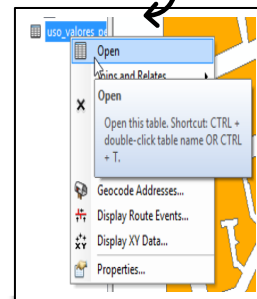 uso_valores_pe
Open
Joins and Relates
Open
Open this table. Shortcut: CTRL +
double-click table name OR CTRL
+ T.
Geocode Addresses...
Display Route Events...
Display XY Data...
Properties...